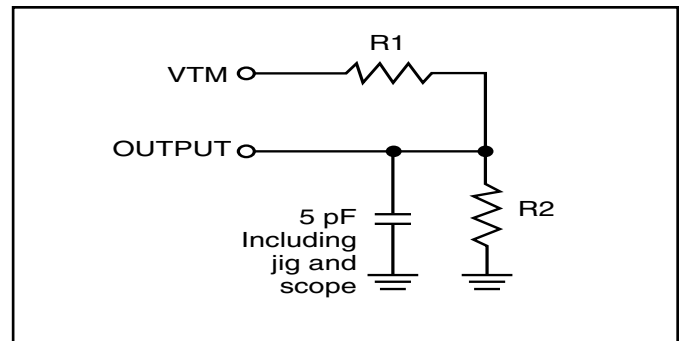 R1
VTM
OUTPUT
R2
5 pF
Including
jig and
scope